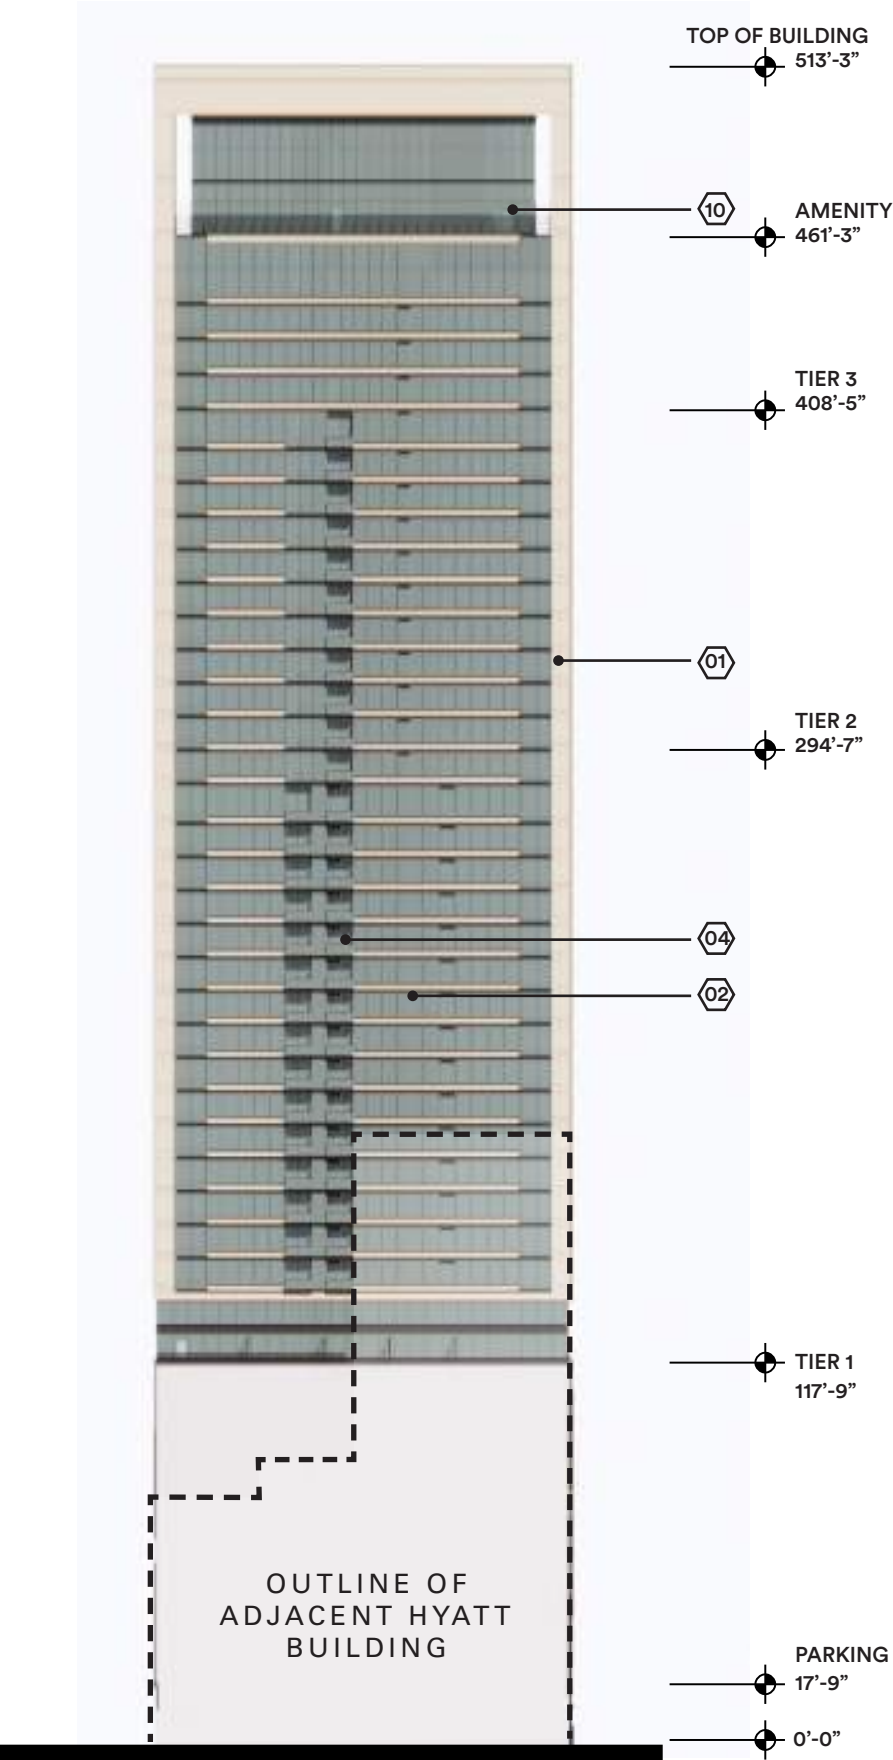 TOP OF BUILDING
513’-3”
10
AMENITY
461’-3”
TIER 3
408’-5”
01
TIER 2
294’-7”
04
02
TIER 1
117’-9”
OUTLINE OF
ADJACENT HYATT
BUILDING
PARKING
17’-9”
0’-0”